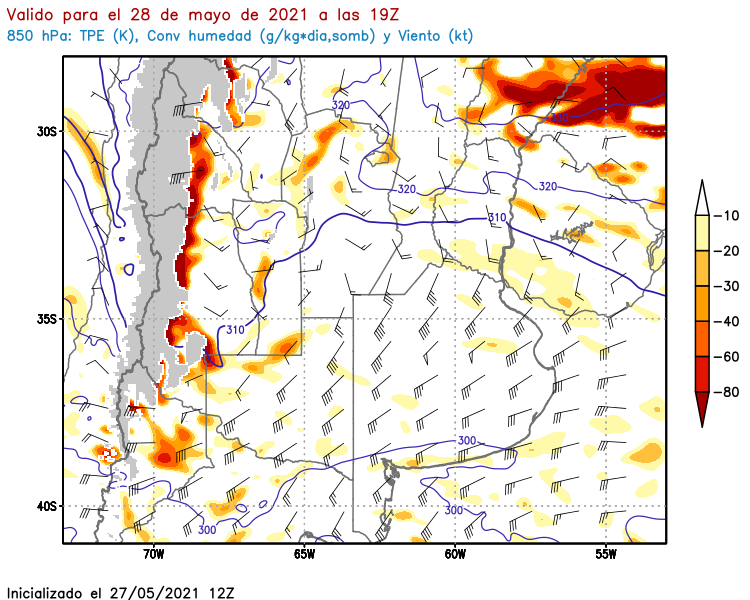 Valido para el 28 de mayo de 2021 a las 19Z
850 hPa: TPE (K), Conv humedad (g/kg*dia,somb) y Viento (kt)
320
310
30S
320
320
310
-10
-20
-30
310
35S
-40
-60
-80
300
40S
300
300
70W 65W 60W 55W
Inicializado el 27/05/2021 12Z